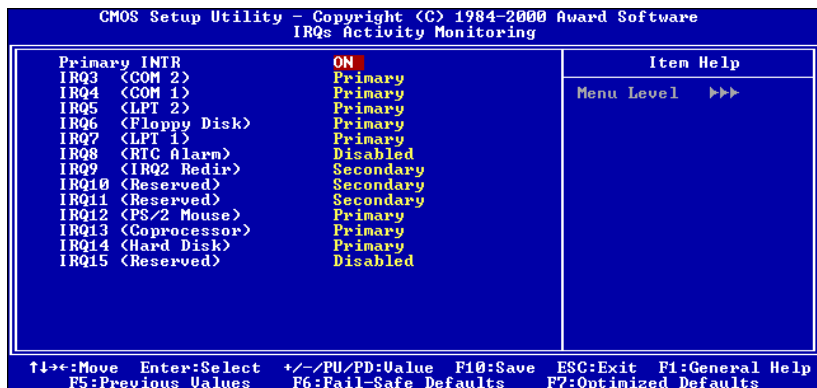 CMOS Setup Utility – Copyright (C) 1984-2000 Award Software
IRQs Activity Monitoring
Primary INTR ON
IRQ3 (COM 2) Primary
IRQ4 (COM 1) Primary
IRQ5 (LPT 2) Primary
IRQ6 (Floppy Disk) Primary
IRQ7 (LPT 1) Primary
IRQ8 (RTC Alarm) Disabled
IRQ9 (IRQ2 Redir) Secondary
IRQ10 (Reserved) Secondary
IRQ11 (Reserved) Secondary
IRQ12 (PS/2 Mouse) Primary
IRQ13 (Coprocessor) Primary
IRQ14 (Hard Disk) Primary
IRQ15 (Reserved) Disabled
Item Help
Menu Level ►►►
↑↓→←:Move Enter:Select +/-/PU/PD:Value F10:Save ESC:Exit F1:General Help
F5:Previous Values F6:Fail-Safe Defaults F7:Optimized Defaults